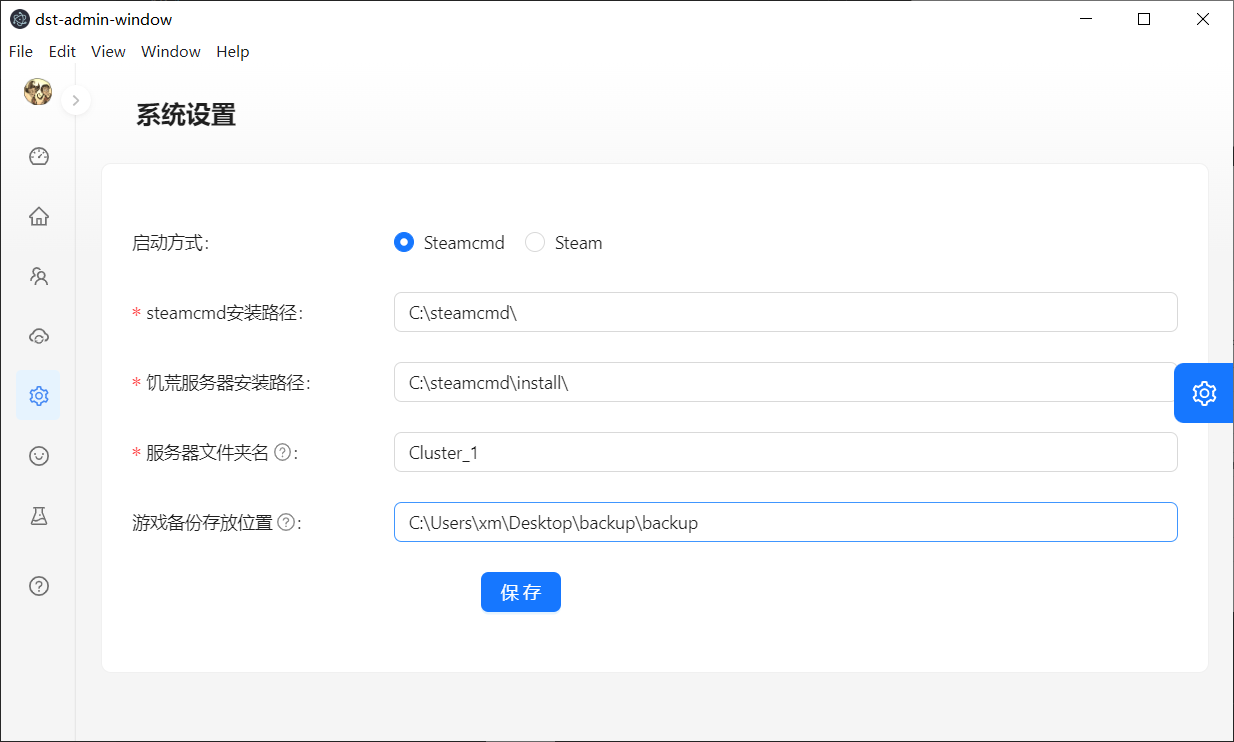 dst-admin-window
File Edit View Window Help
系统设置
启动方式: Steamcmd Steam
* steamcmd安装路径: C:\steamcmd\
* 饥荒服务器安装路径: C:\steamcmd\install\
* 服务器文件夹名 ? : Cluster_1
游戏备份存放位置 ? : C:\Users\xm\Desktop\backup\backup
保存